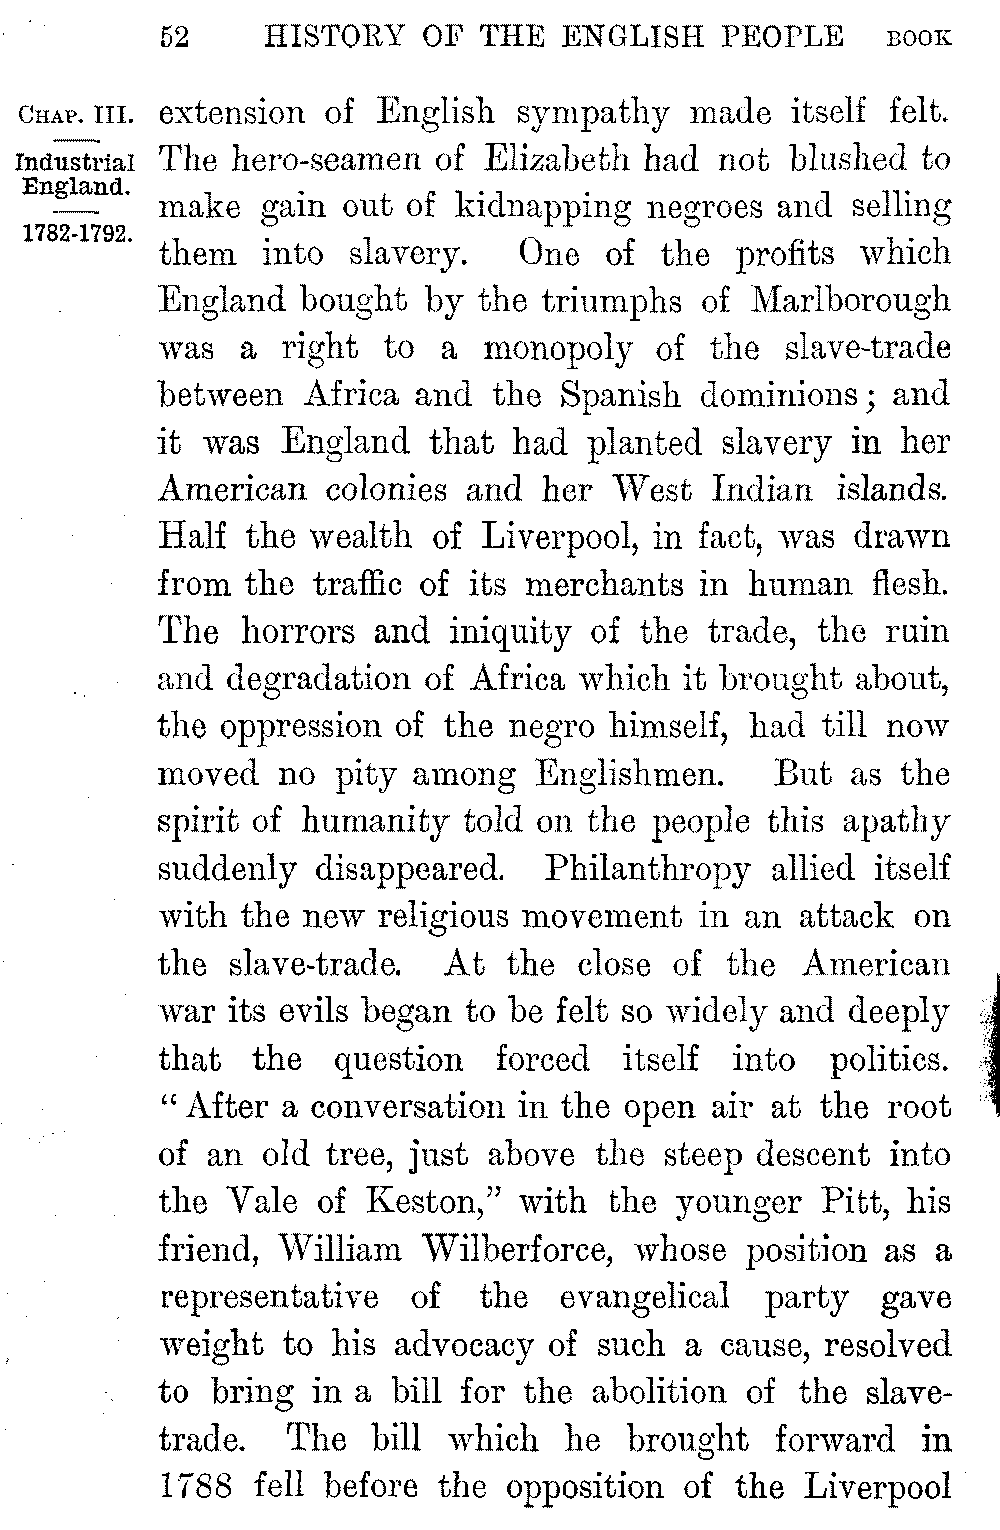 52 HISTORY OF THE ENGLISH PEOPLE BOOK
CHAP. III.
Industrial
England.
1782-1792.
extension of English sympathy made itself felt.
The hero-seamen of Elizabeth had not blushed to
make gain out of kidnapping negroes and selling
them into slavery. One of the profits which
England bought by the triumphs of Marlborough
was a right to a monopoly of the slave-trade
between Africa and the Spanish dominions; and
it was England that had planted slavery in her
American colonies and her West Indian islands.
Half the wealth of Liverpool, in fact, was drawn
from the traffic of its merchants in human flesh.
The horrors and iniquity of the trade, the ruin
and degradation of Africa which it brought about,
the oppression of the negro himself, had till now
moved no pity among Englishmen. But as the
spirit of humanity told on the people this apathy
suddenly disappeared. Philanthropy allied itself
with the new religious movement in an attack on
the slave-trade. At the close of the American
war its evils began to be felt so widely and deeply
that the question forced itself into politics.
“After a conversation in the open air at the root
of an old tree, just above the steep descent into
the Vale of Keston,” with the younger Pitt, his
friend, William Wilberforce, whose position as a
representative of the evangelical party gave
weight to his advocacy of such a cause, resolved
to bring in a bill for the abolition of the slave-
trade. The bill which he brought forward in
1788 fell before the opposition of the Liverpool